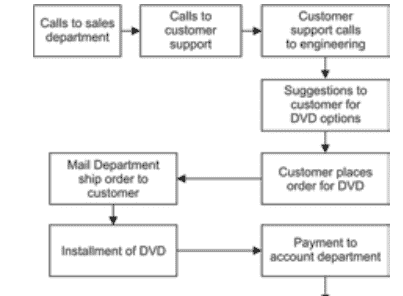 Calls to sales
department
Calls to
customer
support
Customer
support calls
to engineering
Suggestions to
customer for
DVD options
Mail Department
ship order to
customer
Customer places
order for DVD
Installment of DVD
Payment to
account department